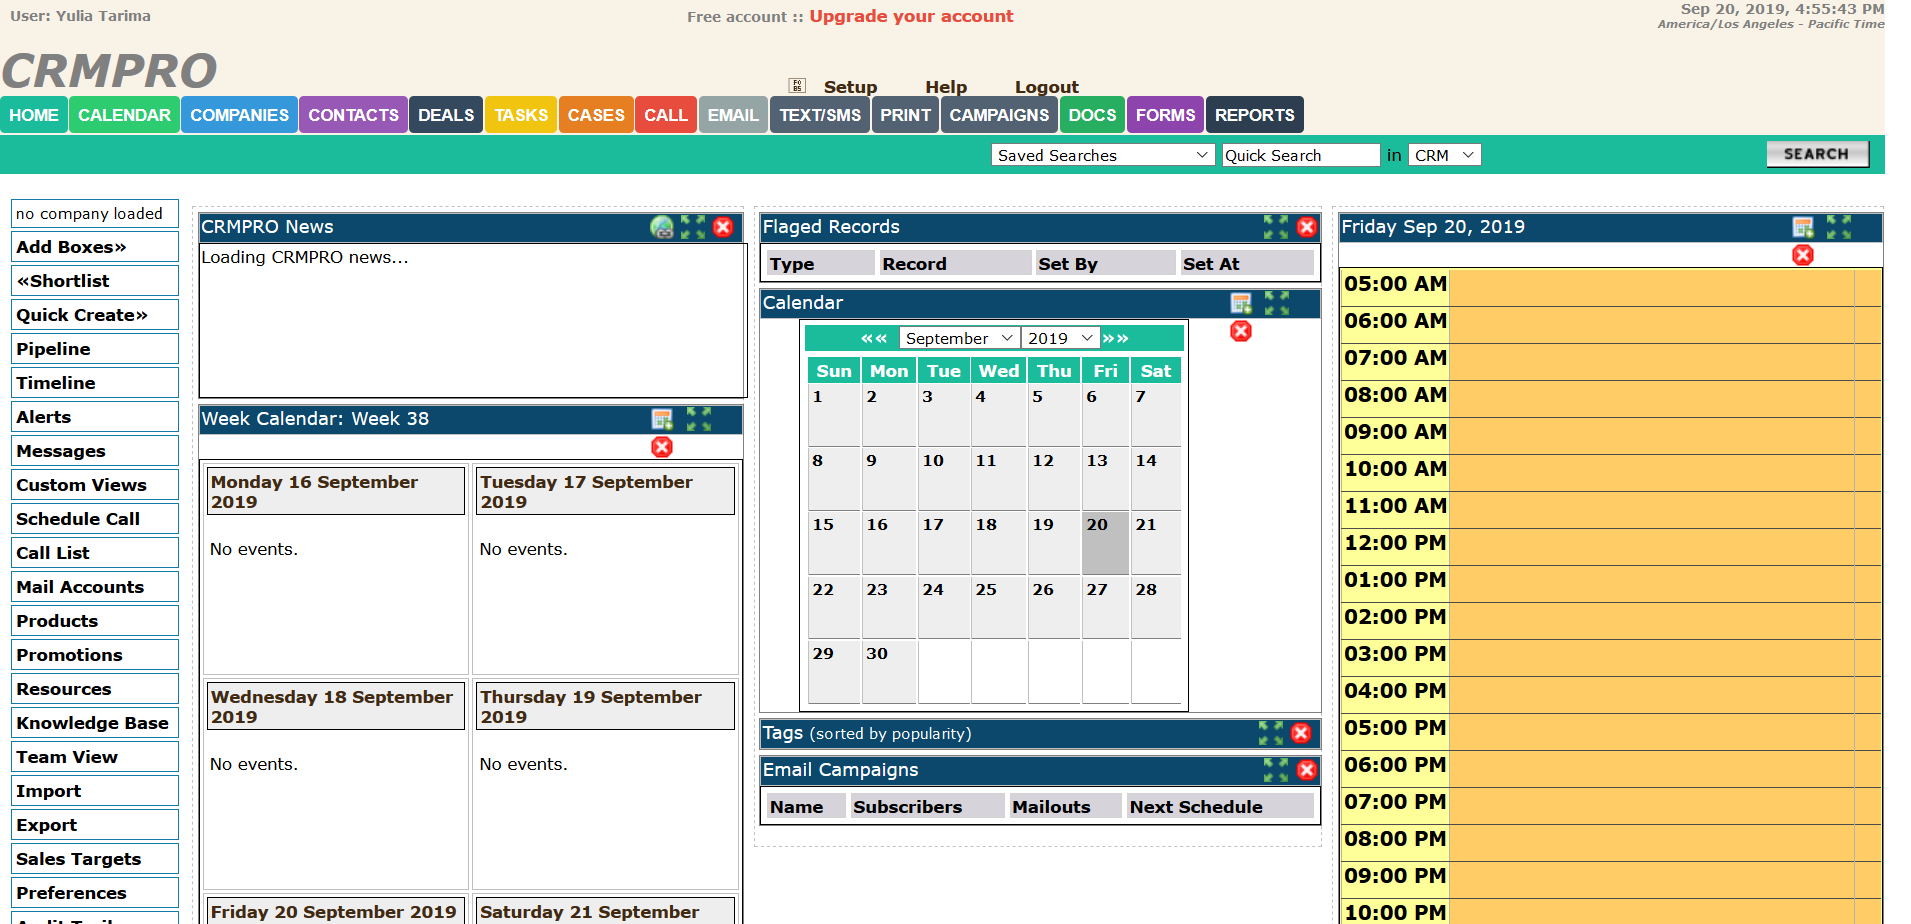 User: Yulia Tarima
Free account :: Upgrade your account
Sep 20, 2019, 4:55:43 PM
America/Los Angeles - Pacific Time
CRMPRO
Setup Help Logout
HOME CALENDAR COMPANIES CONTACTS DEALS TASKS CASES CALL EMAIL TEXT/SMS PRINT CAMPAIGNS DOCS FORMS REPORTS
Saved Searches Quick Search in CRM SEARCH
no company loaded
Add Boxes»
«Shortlist
Quick Create»
Pipeline
Timeline
Alerts
Messages
Custom Views
Schedule Call
Call List
Mail Accounts
Products
Promotions
Resources
Knowledge Base
Team View
Import
Export
Sales Targets
Preferences
CRMPRO News
Loading CRMPRO news...
Week Calendar: Week 38
Monday 16 September 2019
No events.
Tuesday 17 September 2019
No events.
Wednesday 18 September 2019
No events.
Thursday 19 September 2019
No events.
Friday 20 September 2019
Saturday 21 September
Flaged Records
Type Record Set By Set At
Calendar
«« September 2019 »»
Sun Mon Tue Wed Thu Fri Sat
1 2 3 4 5 6 7
8 9 10 11 12 13 14
15 16 17 18 19 20 21
22 23 24 25 26 27 28
29 30
Tags (sorted by popularity)
Email Campaigns
Name Subscribers Mailouts Next Schedule
Friday Sep 20, 2019
05:00 AM
06:00 AM
07:00 AM
08:00 AM
09:00 AM
10:00 AM
11:00 AM
12:00 PM
01:00 PM
02:00 PM
03:00 PM
04:00 PM
05:00 PM
06:00 PM
07:00 PM
08:00 PM
09:00 PM
10:00 PM